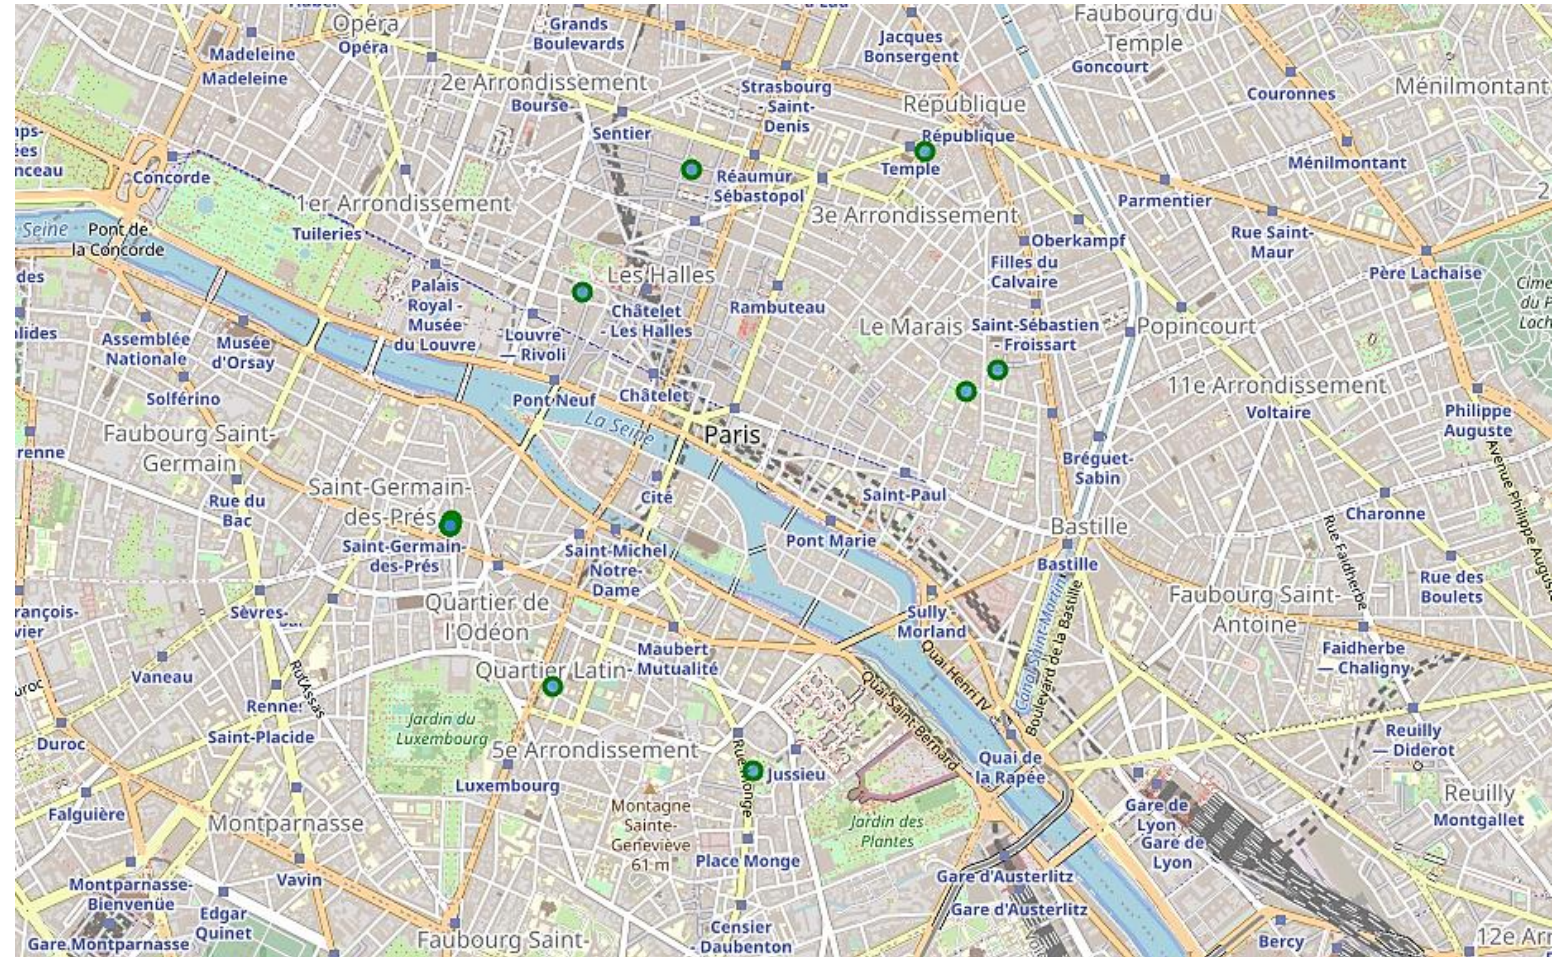 Opéra
Opéra
Grands
Boulevards
Jacques
Bonsergent
Faubourg du
Temple
Goncourt
Madeleine
Madeleine
2e Arrondissement
Bourse
Sentier
Strasbourg
- Saint-
Denis
République
République
Couronnes
Ménilmontant
Ménilmontant
Concorde
Réaumur
- Sébastopol
Temple
Parmentier
1er Arrondissement
3e Arrondissement
Seine
Pont de
la Concorde
Tuileries
Oberkampf
Rue Saint-
Maur
Filles du
Calvaire
Père Lachaise
Les Halles
Palais
Royal -
Musée
du Louvre
Châtelet
- Les Halles
Rambuteau
Le Marais
Saint-Sébastien
- Froissart
Popincourt
Assemblée
Nationale
Musée
d'Orsay
Louvre
— Rivoli
Solférino
Pont Neuf
Châtelet
11e Arrondissement
Voltaire
Philippe
Auguste
La Seine
Paris
Faubourg Saint-
Germain
Bréguet-
Sabin
Avenue Philippe Auguste
Saint-Germain-
des-Prés
Rue du
Bac
Cité
Saint-Paul
Charonne
Bastille
Rue Faidherbe
Saint-Germain-
des-Prés
Saint-Michel
Notre-
Dame
Pont Marie
Bastille
Rue des
Boulets
Sèvres-
Quartier de
l'Odéon
Sully
Morland
Faubourg Saint-
Antoine
Canal Saint-Martin
Boulevard de la Bastille
Maubert
- Mutualité
Faidherbe
— Chaligny
Vaneau
Quartier Latin
Quai Henri IV
Quai Saint-Bernard
Rennes
Jardin du
Luxembourg
Duroc
Saint-Placide
5e Arrondissement
Rue Monge
Jussieu
Quai de
la Rapée
Reuilly
— Diderot
Luxembourg
Falguière
Montparnasse
Montagne
Sainte-
Geneviève
61 m
Jardin des
Plantes
Gare de
Lyon
Gare de
Lyon
Reuilly
Montgallet
Place Monge
Vavin
Gare d'Austerlitz
Gare d'Austerlitz
Montparnasse-
Bienvenüe
Edgar
Quinet
Gare Montparnasse
Faubourg Saint-
Censier
- Daubenton
Bercy
12e Arr